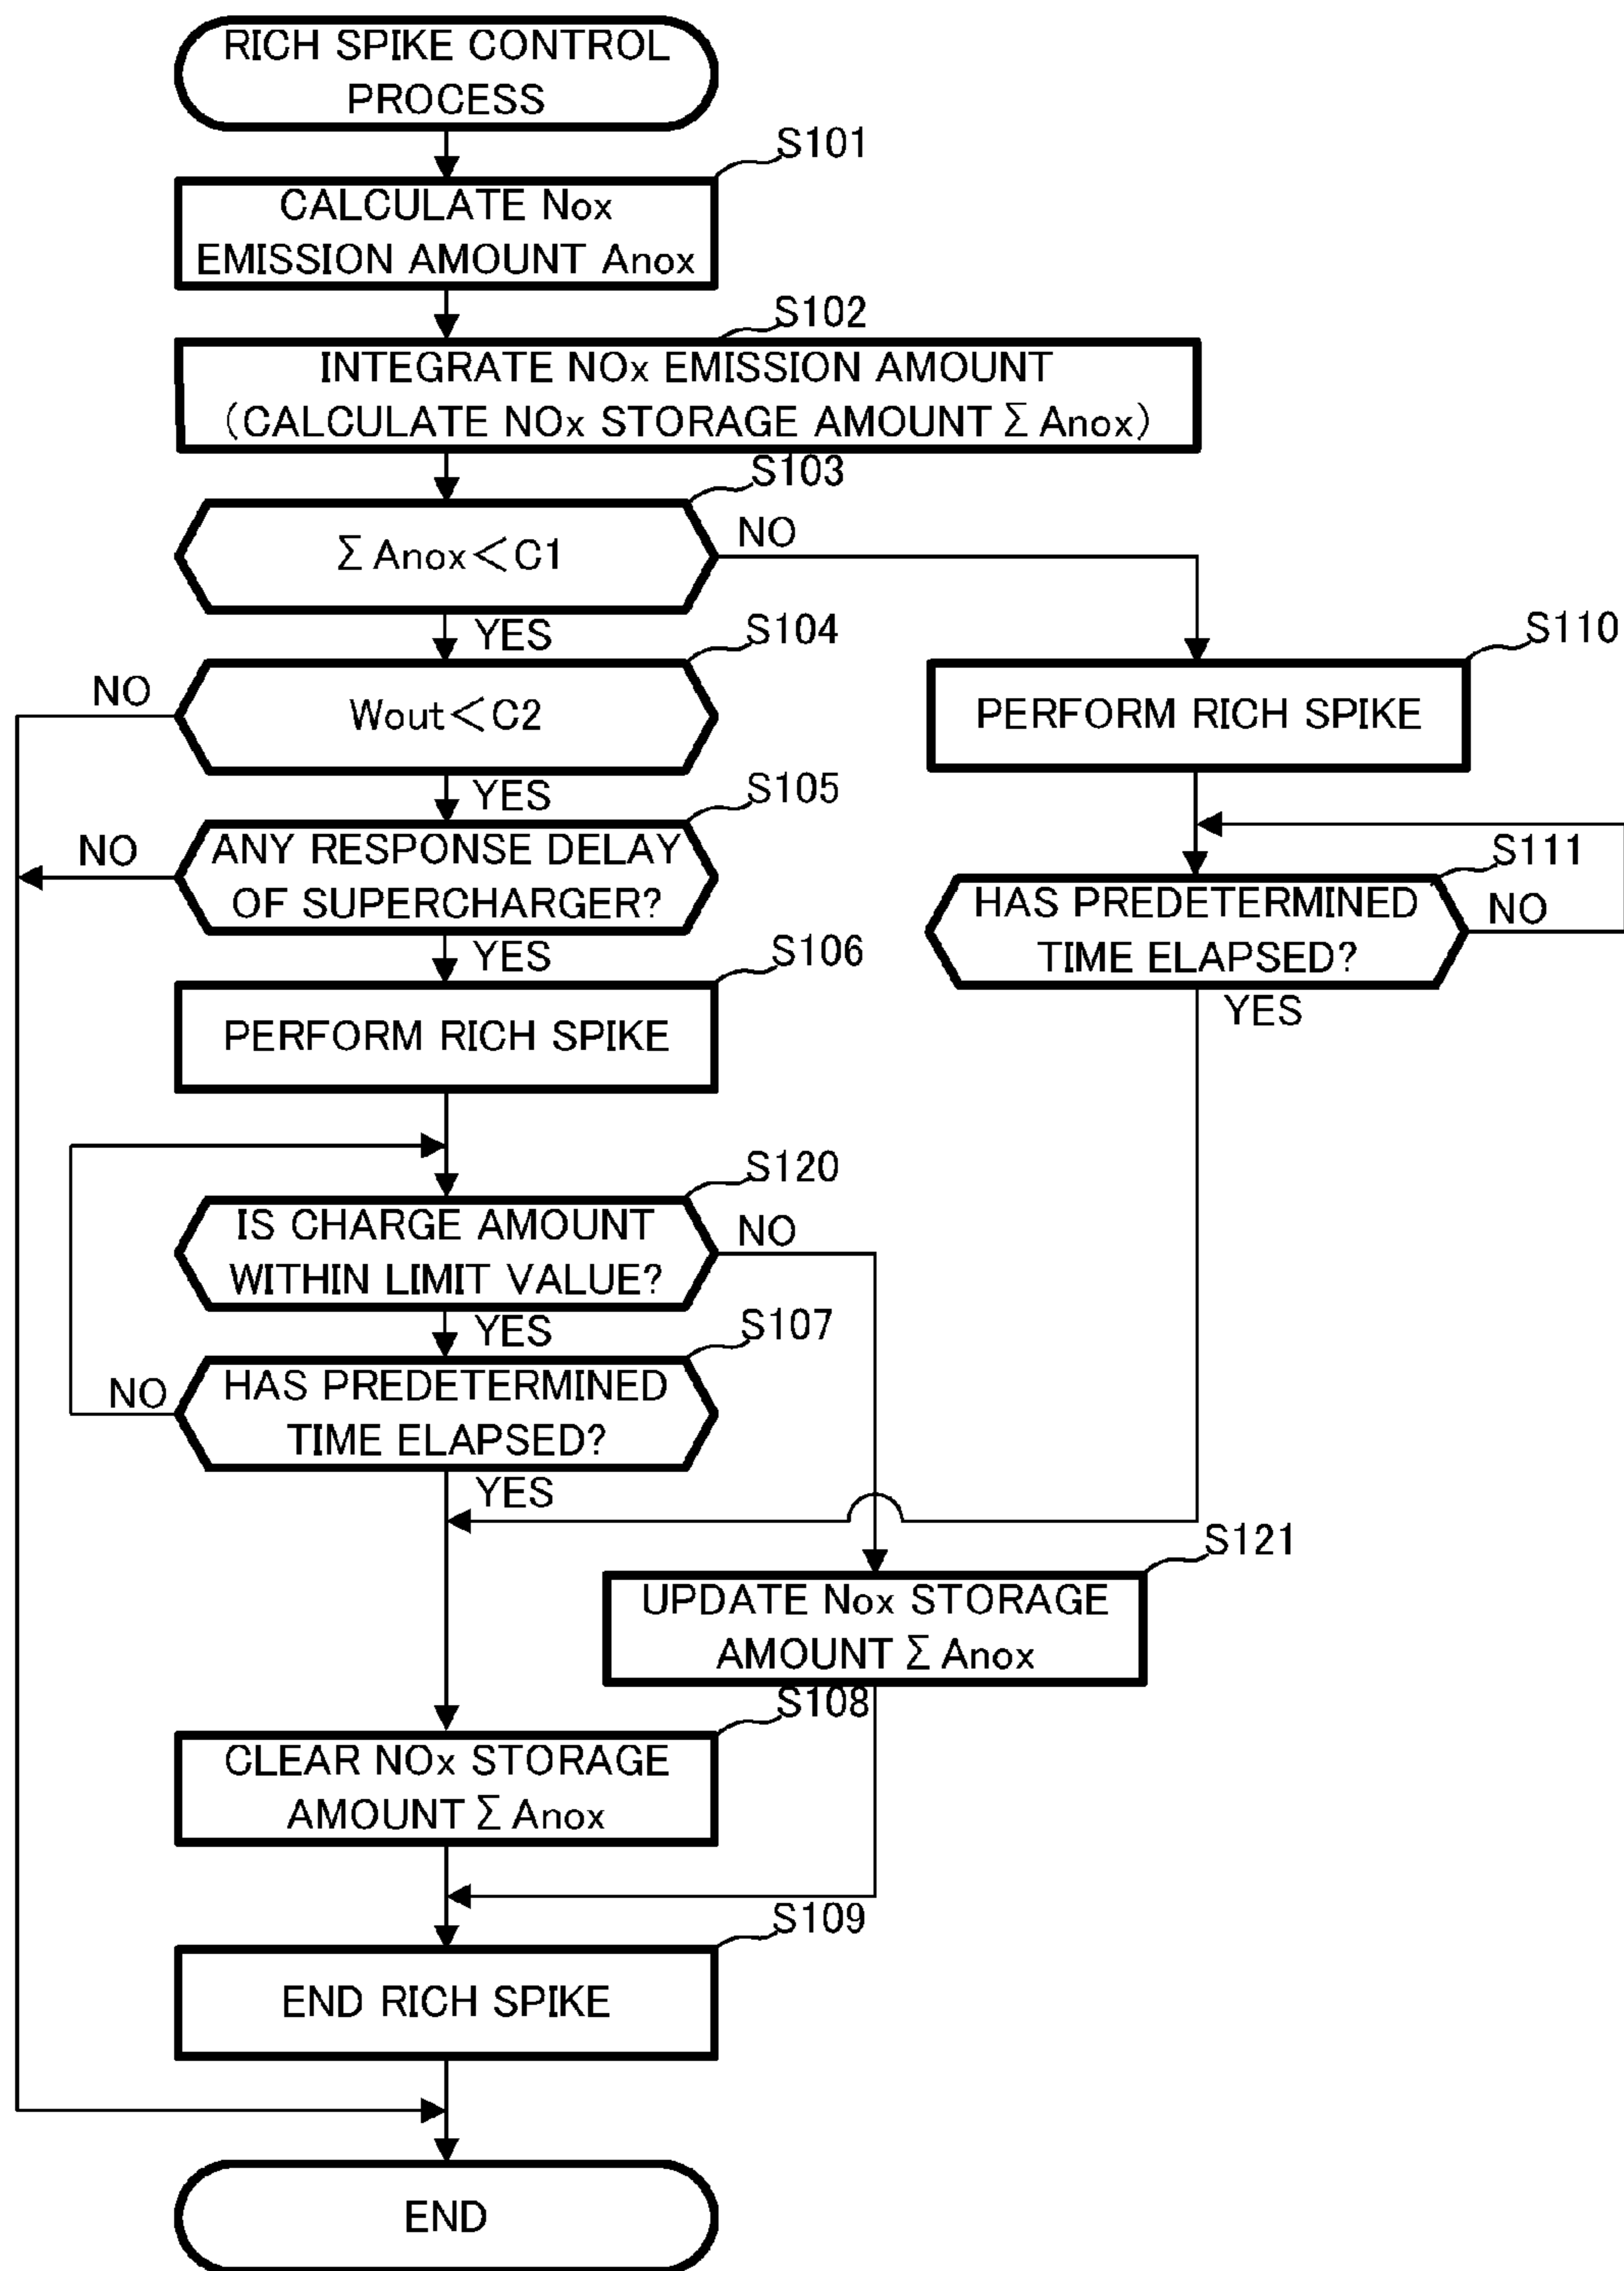 RICH SPIKE CONTROL
PROCESS
S101
CALCULATE Nox
EMISSION AMOUNT Anox
S102
INTEGRATE NOx EMISSION AMOUNT
(CALCULATE NOx STORAGE AMOUNT Σ Anox)
S103
Σ Anox<C1
NO
YES
S104
NO
Wout<C2
S110
PERFORM RICH SPIKE
YES
S105
NO
ANY RESPONSE DELAY
OF SUPERCHARGER?
S111
HAS PREDETERMINED
TIME ELAPSED?
NO
YES
YES
S106
PERFORM RICH SPIKE
S120
IS CHARGE AMOUNT
WITHIN LIMIT VALUE?
NO
YES
S107
NO
HAS PREDETERMINED
TIME ELAPSED?
YES
S121
UPDATE Nox STORAGE
AMOUNT Σ Anox
S108
CLEAR NOx STORAGE
AMOUNT Σ Anox
S109
END RICH SPIKE
END